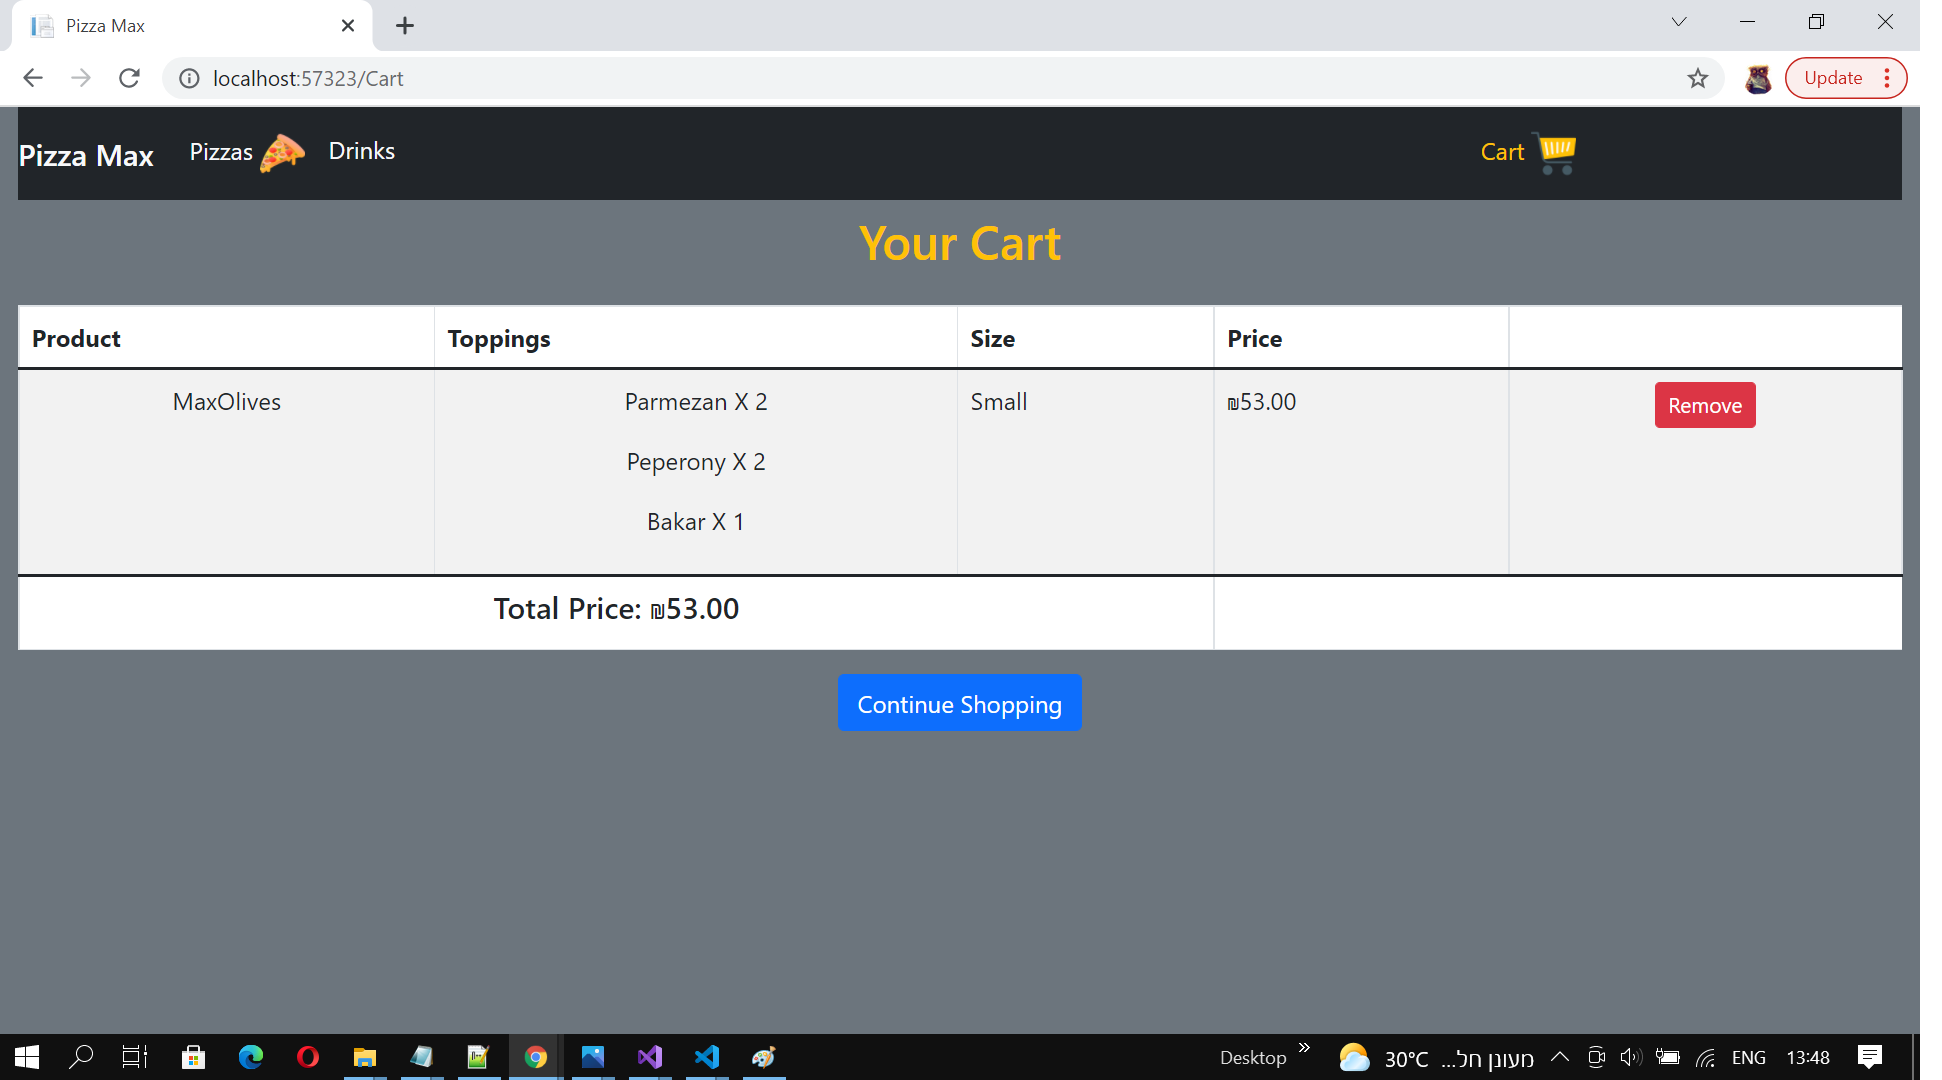 Pizza Max
localhost:57323/Cart
Update
Pizza Max Pizzas Drinks Cart
Your Cart
Product Toppings Size Price
MaxOlives Parmezan X 2 Small ₪53.00 Remove
Peperony X 2
Bakar X 1
Total Price: ₪53.00
Continue Shopping
Desktop 30°C מעונן חל... ENG 13:48